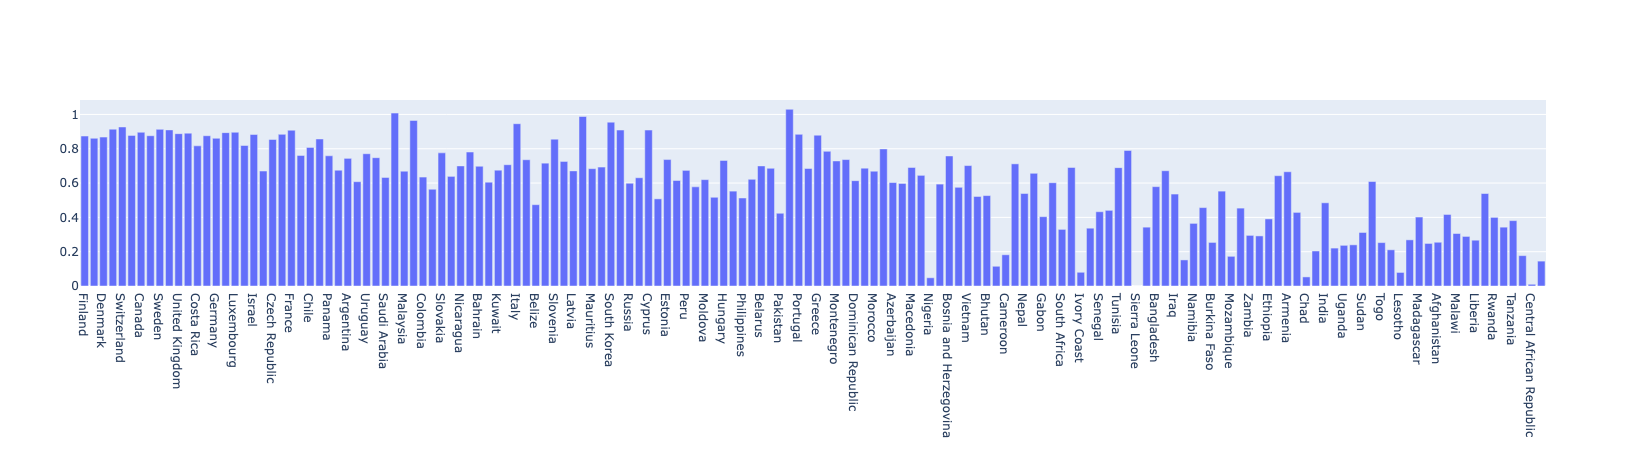 1
0.8
0.6
0.4
0.2
0
Finland
Denmark
Switzerland
Canada
Sweden
United Kingdom
Costa Rica
Germany
Luxembourg
Israel
Czech Republic
France
Chile
Panama
Argentina
Uruguay
Saudi Arabia
Malaysia
Colombia
Slovakia
Nicaragua
Bahrain
Kuwait
Italy
Belize
Slovenia
Latvia
Mauritius
South Korea
Russia
Cyprus
Estonia
Peru
Moldova
Hungary
Philippines
Belarus
Pakistan
Portugal
Greece
Montenegro
Dominican Republic
Morocco
Azerbaijan
Macedonia
Nigeria
Bosnia and Herzegovina
Vietnam
Bhutan
Cameroon
Nepal
Gabon
South Africa
Ivory Coast
Senegal
Tunisia
Sierra Leone
Bangladesh
Iraq
Namibia
Burkina Faso
Mozambique
Zambia
Ethiopia
Armenia
Chad
India
Uganda
Sudan
Togo
Lesotho
Madagascar
Afghanistan
Malawi
Liberia
Rwanda
Tanzania
Central African Republic